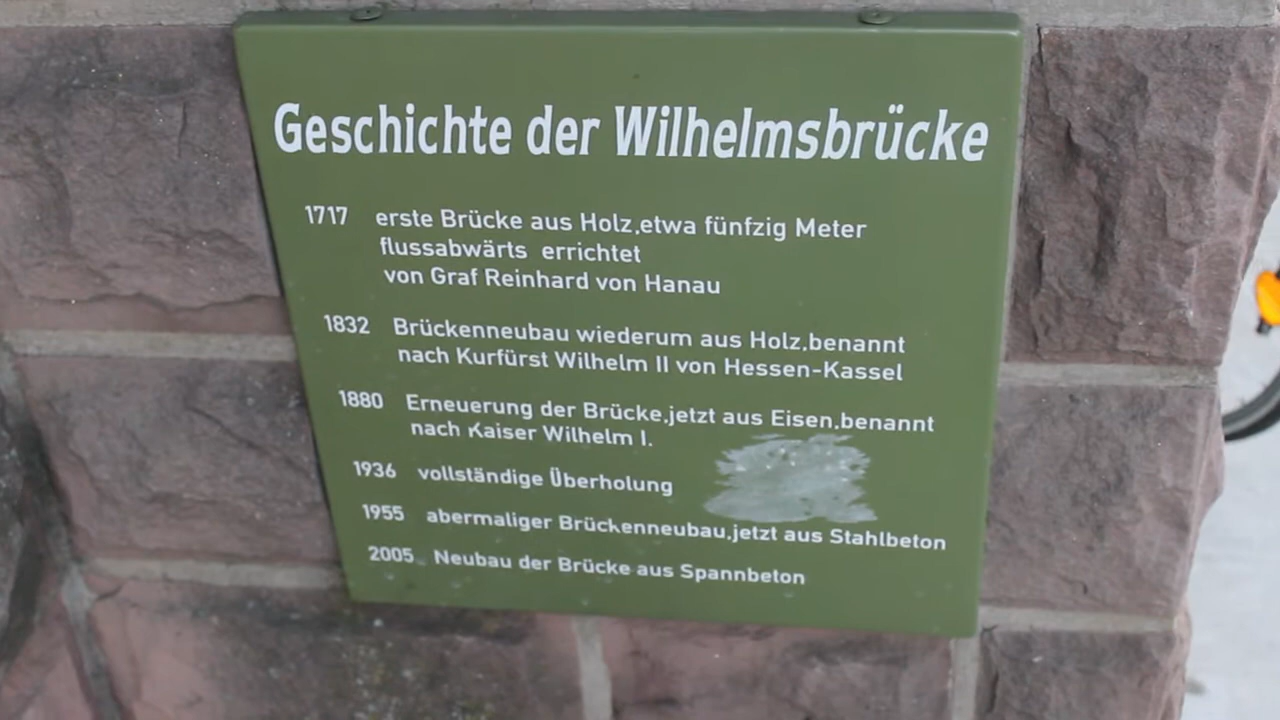 Geschichte der Wilhelmsbrücke
1717 erste Brücke aus Holz,etwa fünfzig Meter
flussabwärts errichtet
von Graf Reinhard von Hanau
1832 Brückenneubau wiederum aus Holz,benannt
nach Kurfürst Wilhelm II von Hessen-Kassel
1880 Erneuerung der Brücke,jetzt aus Eisen,benannt
nach Kaiser Wilhelm I.
1936 vollständige Überholung
1955 abermaliger Brückenneubau,jetzt aus Stahlbeton
2005 Neubau der Brücke aus Spannbeton